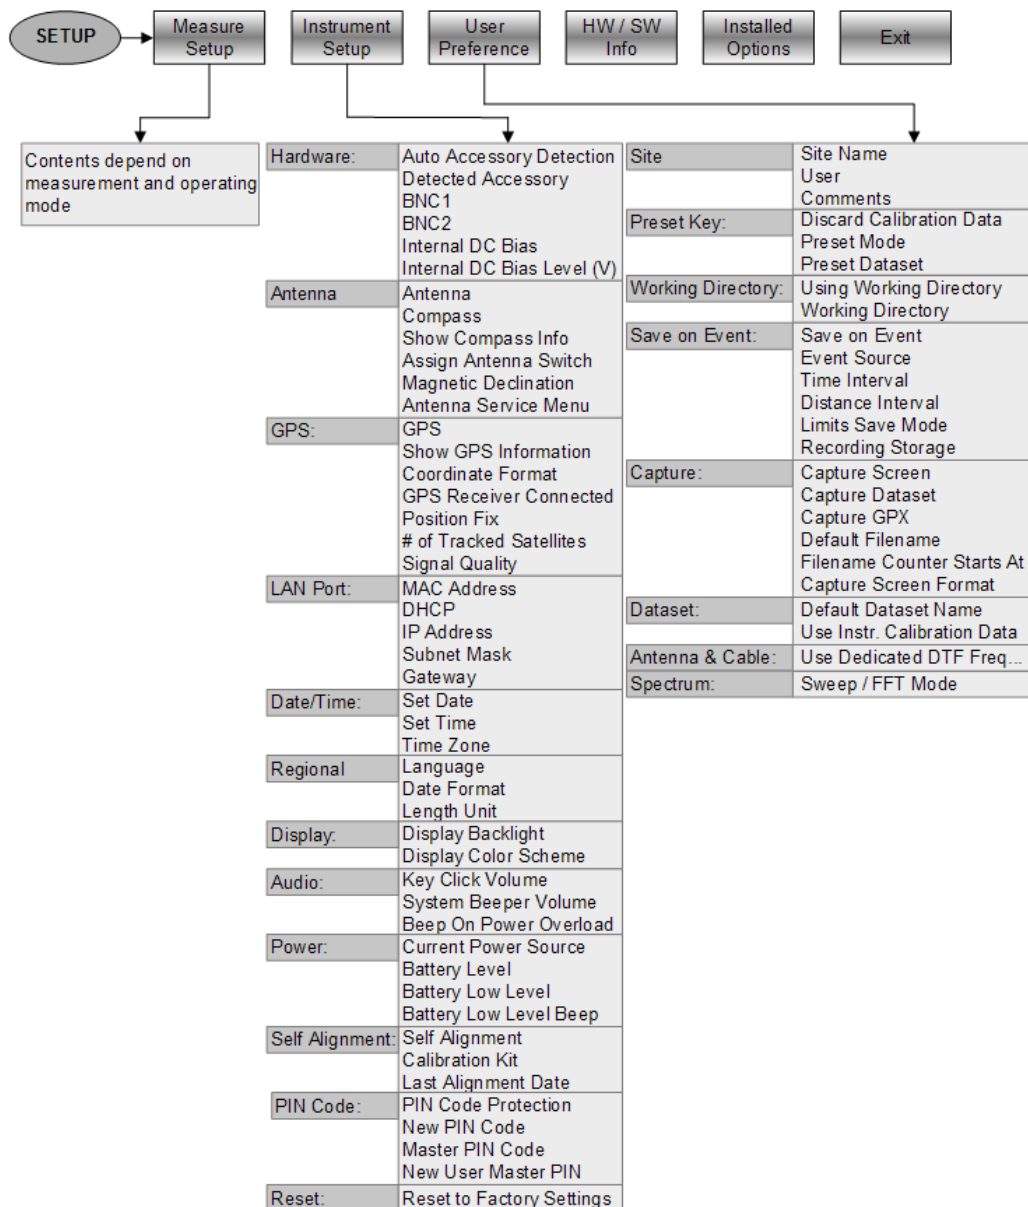 SETUP
Measure
Setup
Instrument
Setup
User
Preference
HW / SW
Info
Installed
Options
Exit
Contents depend on
measurement and operating
mode
Hardware:
Auto Accessory Detection
Detected Accessory
BNC1
BNC2
Internal DC Bias
Internal DC Bias Level (V)
Antenna
Antenna
Compass
Show Compass Info
Assign Antenna Switch
Magnetic Declination
Antenna Service Menu
GPS:
GPS
Show GPS Information
Coordinate Format
GPS Receiver Connected
Position Fix
# of Tracked Satellites
Signal Quality
LAN Port:
MAC Address
DHCP
IP Address
Subnet Mask
Gateway
Date/Time:
Set Date
Set Time
Time Zone
Regional
Language
Date Format
Length Unit
Display:
Display Backlight
Display Color Scheme
Audio:
Key Click Volume
System Beeper Volume
Beep On Power Overload
Power:
Current Power Source
Battery Level
Battery Low Level
Battery Low Level Beep
Self Alignment:
Self Alignment
Calibration Kit
Last Alignment Date
PIN Code:
PIN Code Protection
New PIN Code
Master PIN Code
New User Master PIN
Reset:
Reset to Factory Settings
Site
Site Name
User
Comments
Preset Key:
Discard Calibration Data
Preset Mode
Preset Dataset
Working Directory:
Using Working Directory
Working Directory
Save on Event:
Save on Event
Event Source
Time Interval
Distance Interval
Limits Save Mode
Recording Storage
Capture:
Capture Screen
Capture Dataset
Capture GPX
Default Filename
Filename Counter Starts At
Capture Screen Format
Dataset:
Default Dataset Name
Use Instr. Calibration Data
Antenna & Cable:
Use Dedicated DTF Freq...
Spectrum:
Sweep / FFT Mode